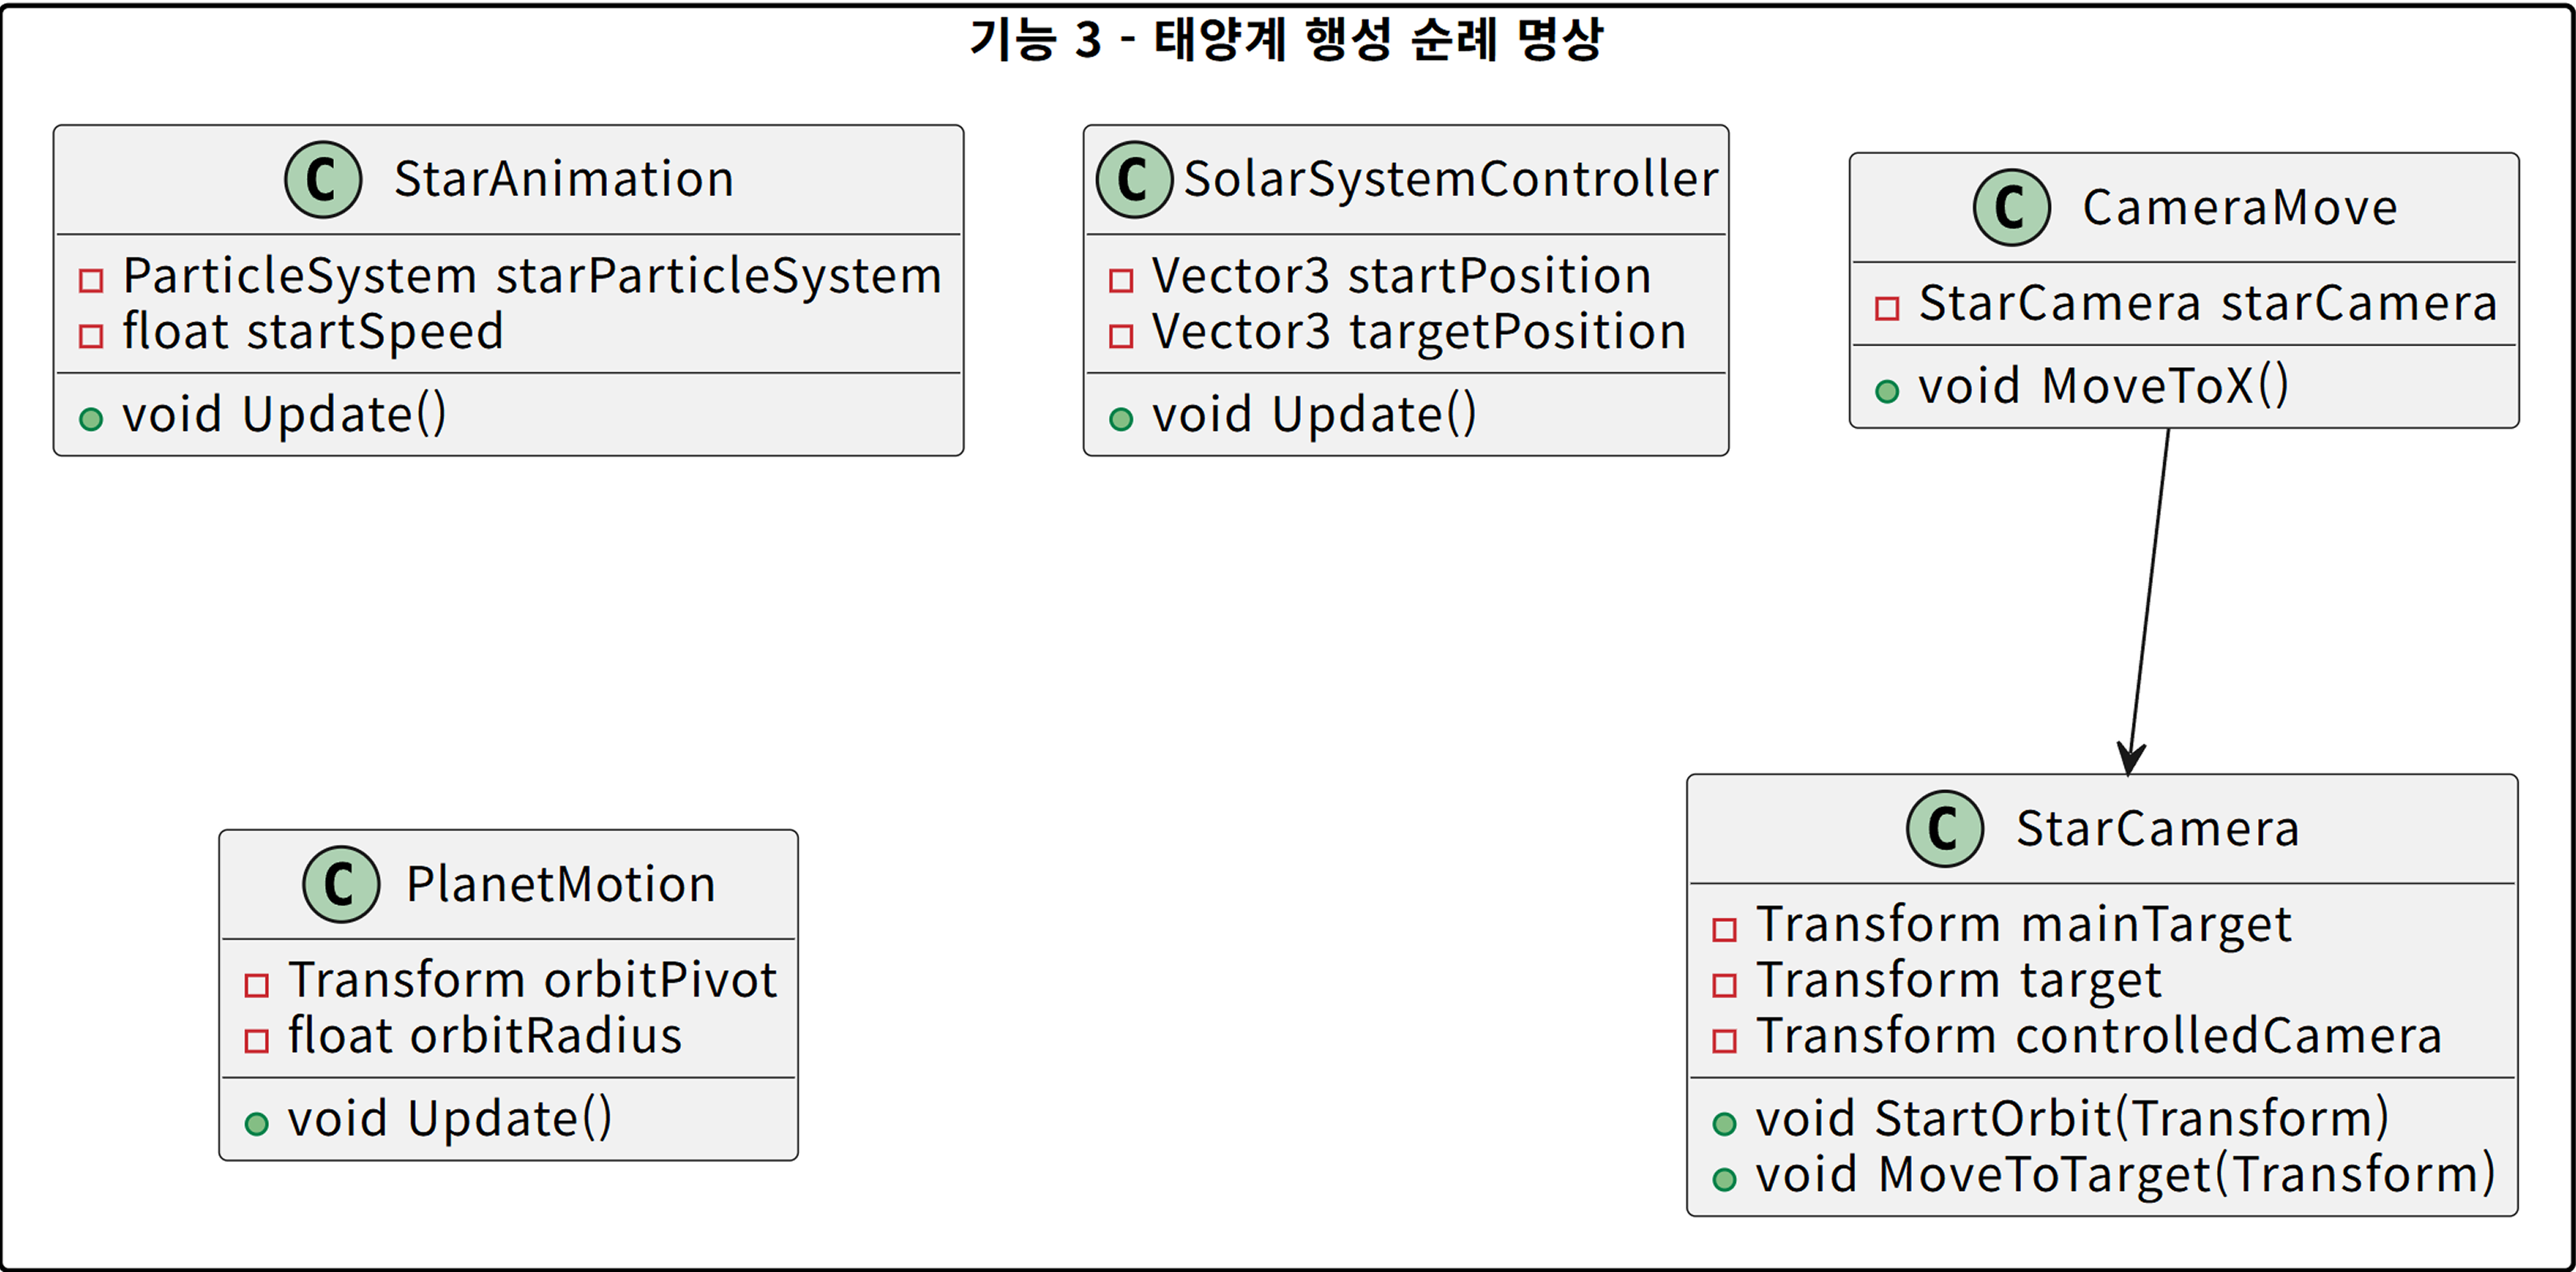 기능 3 - 태양계 행성 순례 명상
C StarAnimation
ParticleSystem starParticleSystem
float startSpeed
void Update()
C SolarSystemController
Vector3 startPosition
Vector3 targetPosition
void Update()
C CameraMove
StarCamera starCamera
void MoveToX()
C PlanetMotion
Transform orbitPivot
float orbitRadius
void Update()
C StarCamera
Transform mainTarget
Transform target
Transform controlledCamera
void StartOrbit(Transform)
void MoveToTarget(Transform)